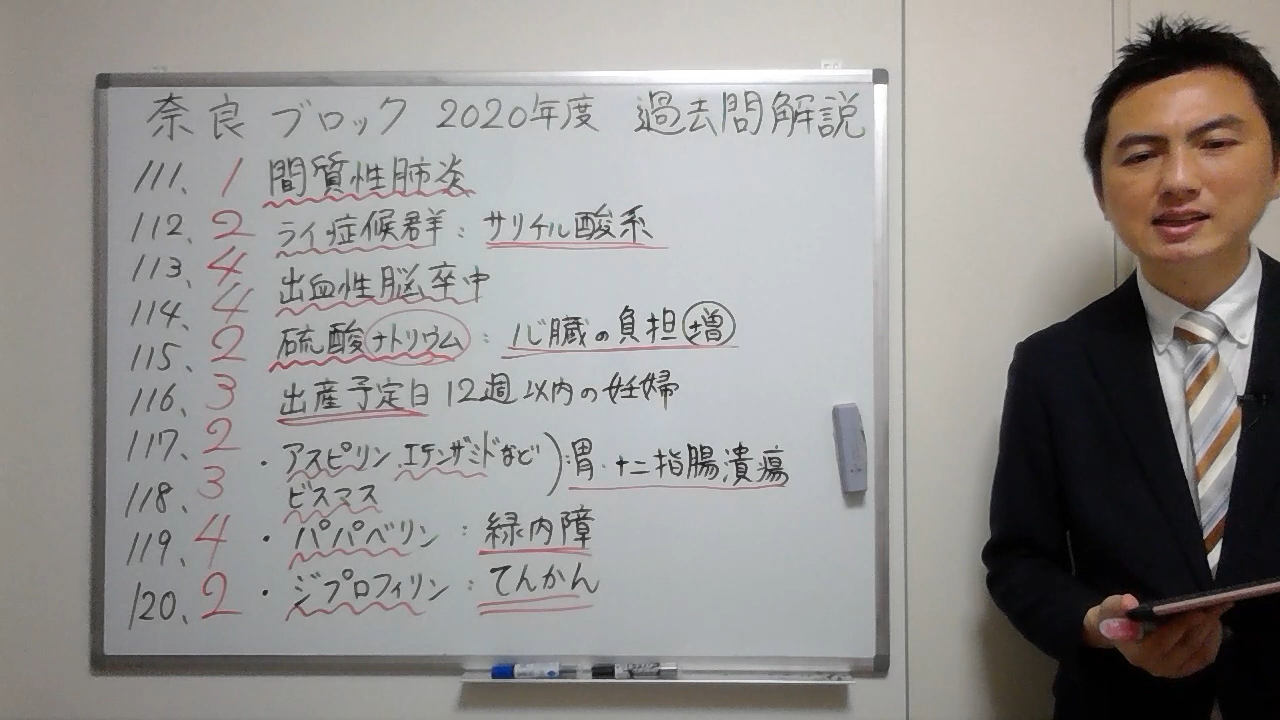 奈良ブロック 2020年度 過去問解説
111. 1 間質性肺炎
112. 2 ライ症候群:サリチル酸系
113. 4 出血性脳卒中
114. 4
115. 2 硫酸ナトリウム:心臓の負担増
116. 3 出産予定日12週以内の妊婦
117. 2 ・アスピリン エテンザミドなど):胃・十二指腸潰瘍
118. 3 ビスマス
119. 4 ・パパベリン:緑内障
120. 2 ・ジプロフィリン:てんかん